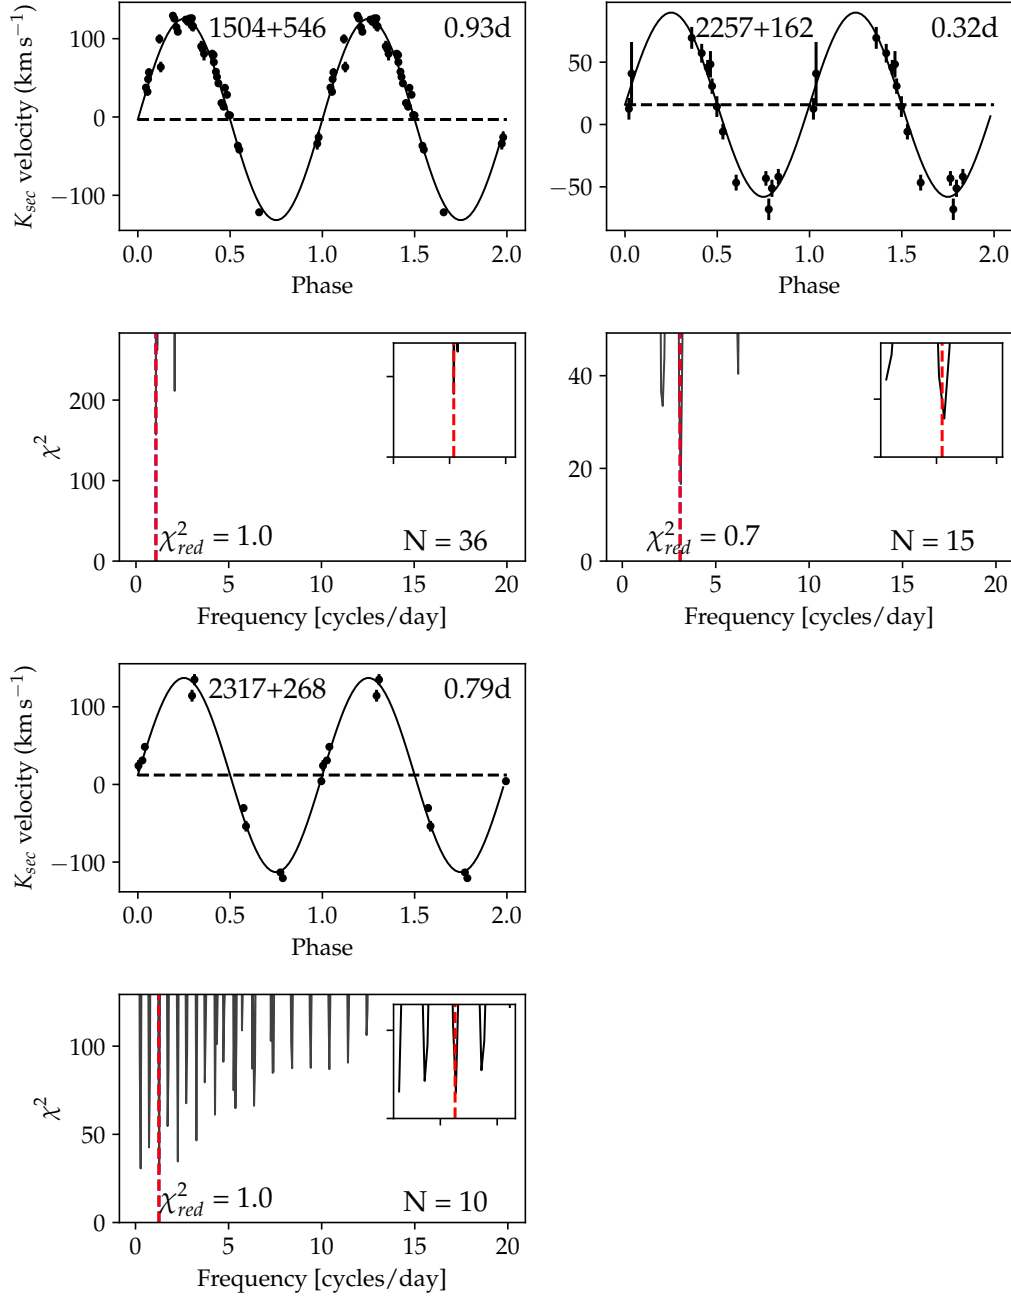 1504+546 0.93d
100
0
−100
K_sec velocity (km s⁻¹)
0.0 0.5 1.0 1.5 2.0
Phase
2257+162 0.32d
50
0
−50
0.0 0.5 1.0 1.5 2.0
Phase
200
100
0
χ²
χ²_red = 1.0 N = 36
0 5 10 15 20
Frequency [cycles/day]
40
20
0
χ²_red = 0.7 N = 15
0 5 10 15 20
Frequency [cycles/day]
2317+268 0.79d
100
0
−100
K_sec velocity (km s⁻¹)
0.0 0.5 1.0 1.5 2.0
Phase
100
50
0
χ²
χ²_red = 1.0 N = 10
0 5 10 15 20
Frequency [cycles/day]